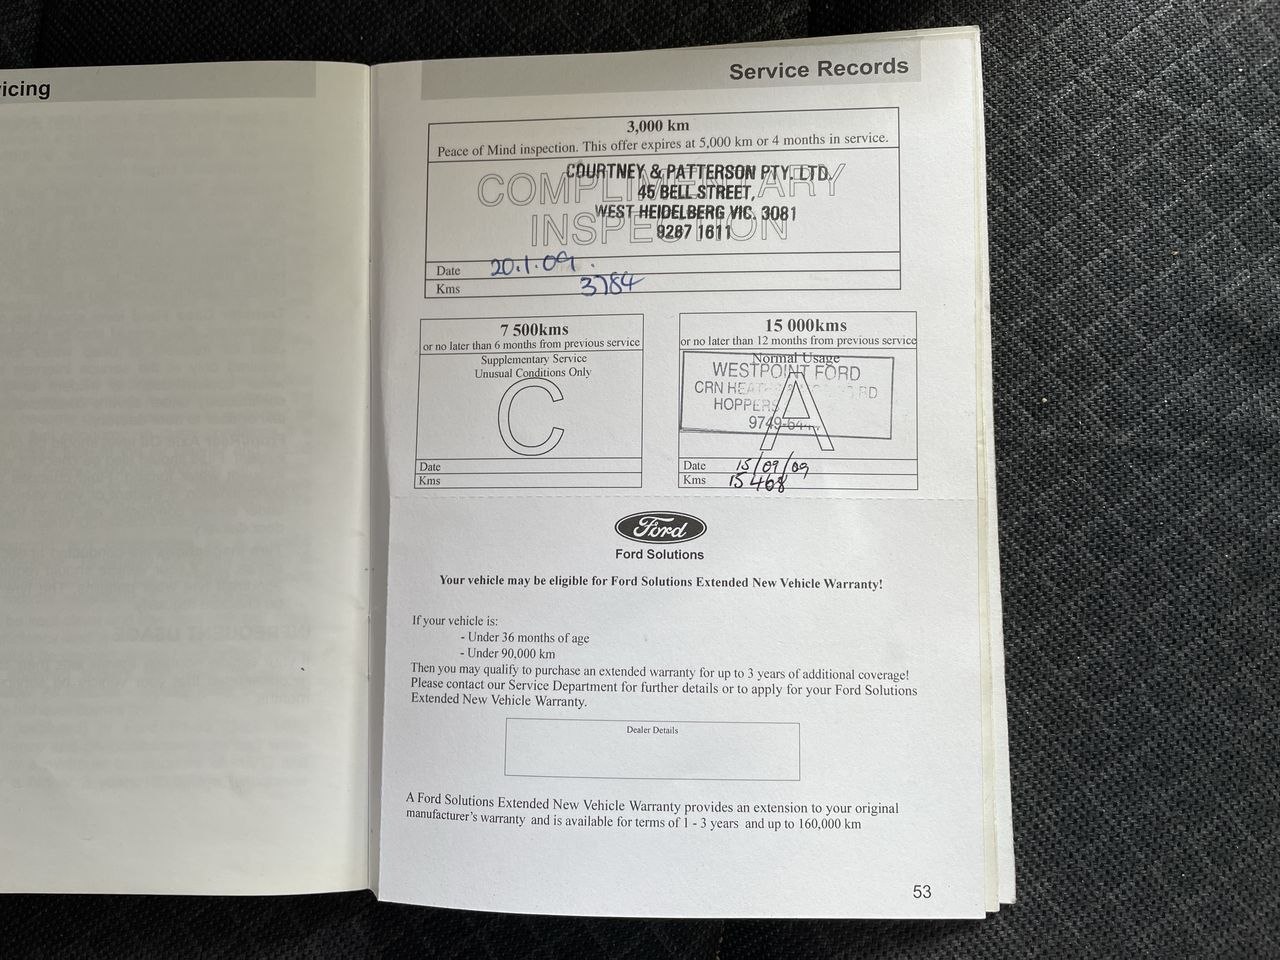 icing
Service Records
3,000 km
Peace of Mind inspection. This offer expires at 5,000 km or 4 months in service.
COMPLIMENTARY
INSPECTION
COURTNEY & PATTERSON PTY. LTD.
45 BELL STREET,
WEST HEIDELBERG VIC. 3081
9287 1611
Date 20.1.09.
Kms 3784
7 500kms
or no later than 6 months from previous service
Supplementary Service
Unusual Conditions Only
C
Date
Kms
15 000kms
or no later than 12 months from previous service
Normal Usage
A
WESTPOINT FORD
CRN RD
HOPPERS
9749
Date 15/09/09
Kms 15 468
Ford
Ford Solutions
Your vehicle may be eligible for Ford Solutions Extended New Vehicle Warranty!
If your vehicle is:
- Under 36 months of age
- Under 90,000 km
Then you may qualify to purchase an extended warranty for up to 3 years of additional coverage!
Please contact our Service Department for further details or to apply for your Ford Solutions
Extended New Vehicle Warranty.
Dealer Details
A Ford Solutions Extended New Vehicle Warranty provides an extension to your original
manufacturer's warranty and is available for terms of 1 - 3 years and up to 160,000 km
53